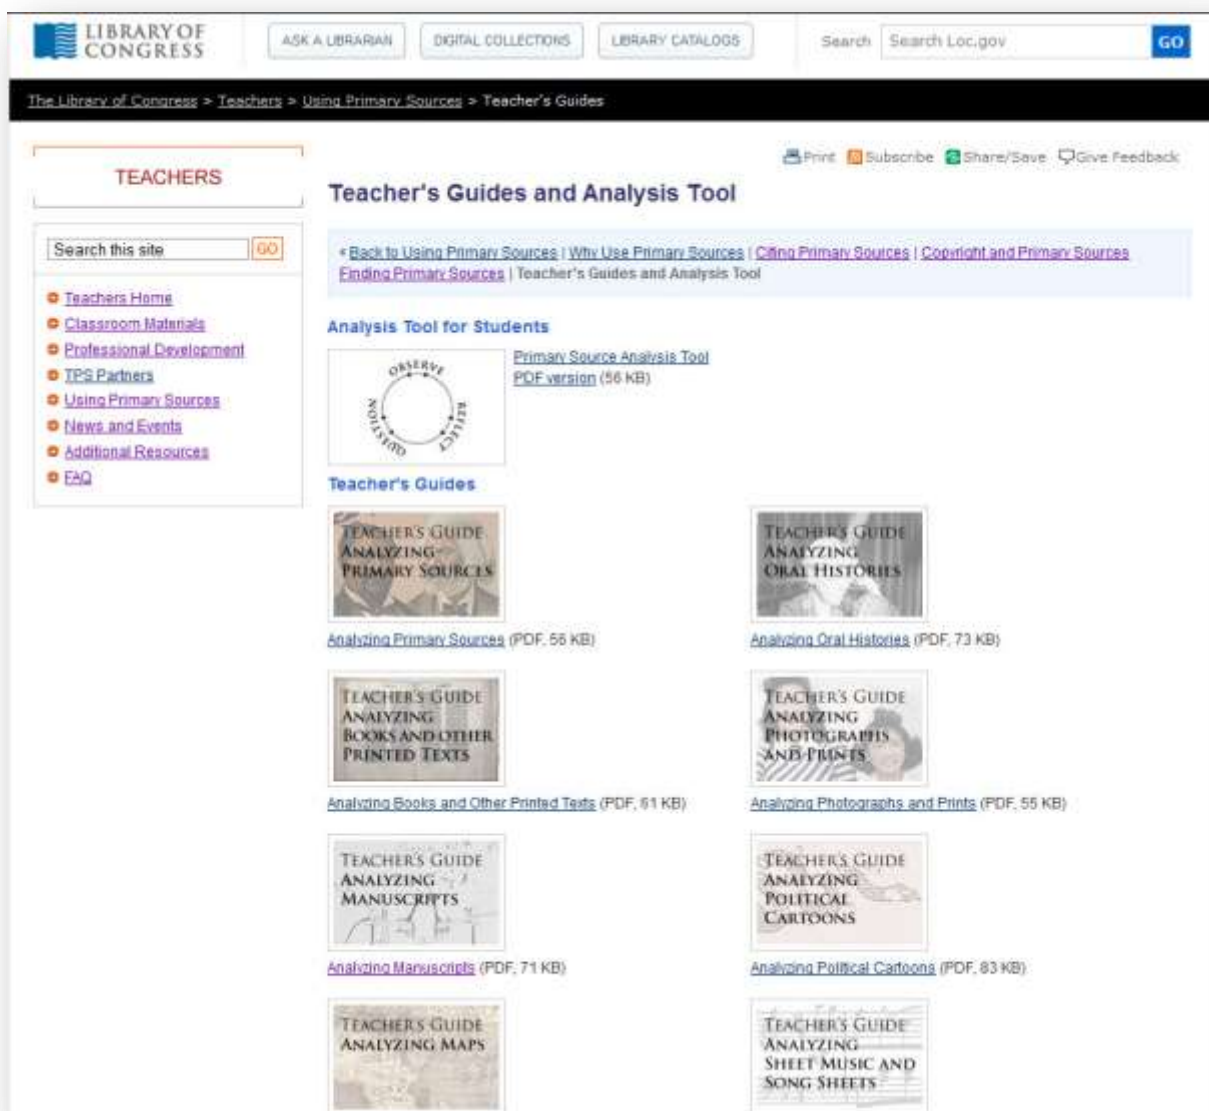 LIBRARY OF
CONGRESS
ASK A LIBRARIAN
DIGITAL COLLECTIONS
LIBRARY CATALOGS
Search
Search Loc.gov
GO
The Library of Congress > Teachers > Using Primary Sources > Teacher's Guides
Print Subscribe Share/Save Give Feedback
TEACHERS
Search this site GO
Teachers Home
Classroom Materials
Professional Development
TPS Partners
Using Primary Sources
News and Events
Additional Resources
FAQ
Teacher's Guides and Analysis Tool
« Back to Using Primary Sources | Why Use Primary Sources | Citing Primary Sources | Copyright and Primary Sources
Finding Primary Sources | Teacher's Guides and Analysis Tool
Analysis Tool for Students
OBSERVE
REFLECT
QUESTION
Primary Source Analysis Tool
PDF version (56 KB)
Teacher's Guides
TEACHER'S GUIDE
ANALYZING
PRIMARY SOURCES
Analyzing Primary Sources (PDF, 56 KB)
TEACHER'S GUIDE
ANALYZING
ORAL HISTORIES
Analyzing Oral Histories (PDF, 73 KB)
TEACHER'S GUIDE
ANALYZING
BOOKS AND OTHER
PRINTED TEXTS
Analyzing Books and Other Printed Texts (PDF, 61 KB)
TEACHER'S GUIDE
ANALYZING
PHOTOGRAPHS
AND PRINTS
Analyzing Photographs and Prints (PDF, 55 KB)
TEACHER'S GUIDE
ANALYZING
MANUSCRIPTS
Analyzing Manuscripts (PDF, 71 KB)
TEACHER'S GUIDE
ANALYZING
POLITICAL
CARTOONS
Analyzing Political Cartoons (PDF, 83 KB)
TEACHER'S GUIDE
ANALYZING MAPS
TEACHER'S GUIDE
ANALYZING
SHEET MUSIC AND
SONG SHEETS